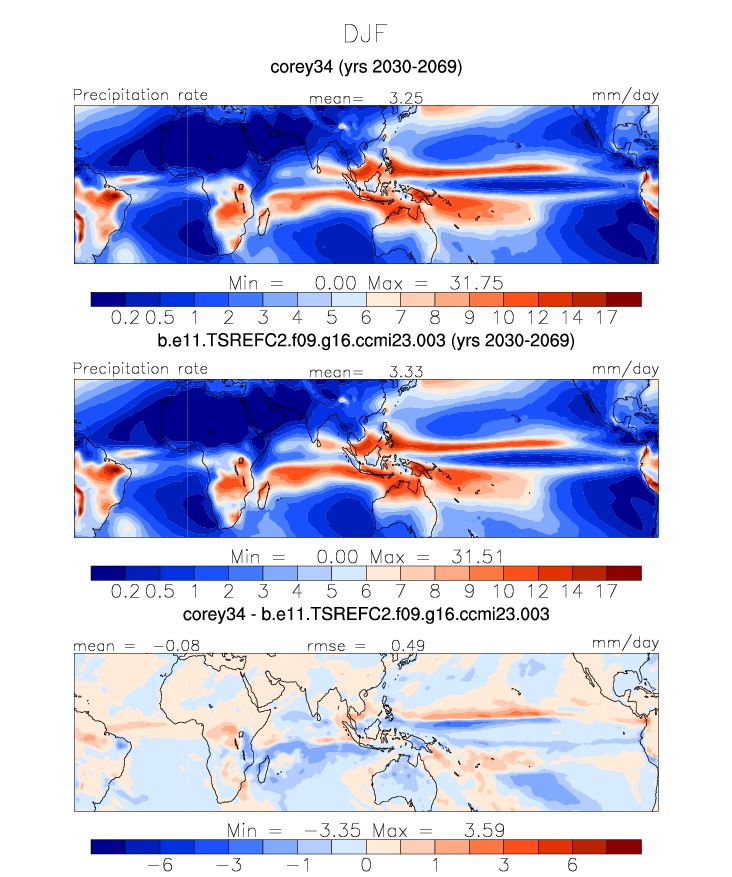 DJF
corey34 (yrs 2030-2069)
Precipitation rate mean= 3.25 mm/day
Min = 0.00 Max = 31.75
0.2 0.5 1 2 3 4 5 6 7 8 9 10 12 14 17
b.e11.TSREFC2.f09.g16.ccmi23.003 (yrs 2030-2069)
Precipitation rate mean= 3.33 mm/day
Min = 0.00 Max = 31.51
0.2 0.5 1 2 3 4 5 6 7 8 9 10 12 14 17
corey34 - b.e11.TSREFC2.f09.g16.ccmi23.003
mean = -0.08 rmse = 0.49 mm/day
Min = -3.35 Max = 3.59
-6 -3 -1 0 1 3 6